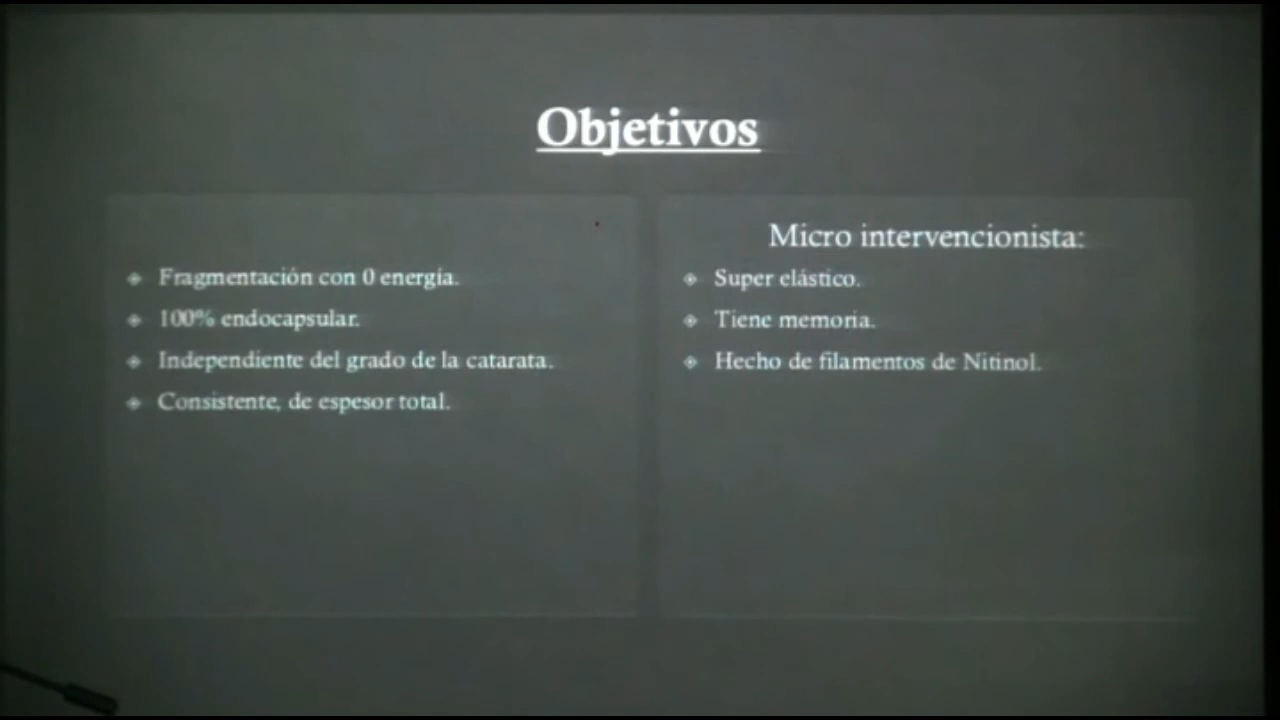 Objetivos
Fragmentación con 0 energía.
100% endocapsular.
Independiente del grado de la catarata.
Consistente, de espesor total.
Micro intervencionista:
Super elástico.
Tiene memoria.
Hecho de filamentos de Nitinol.